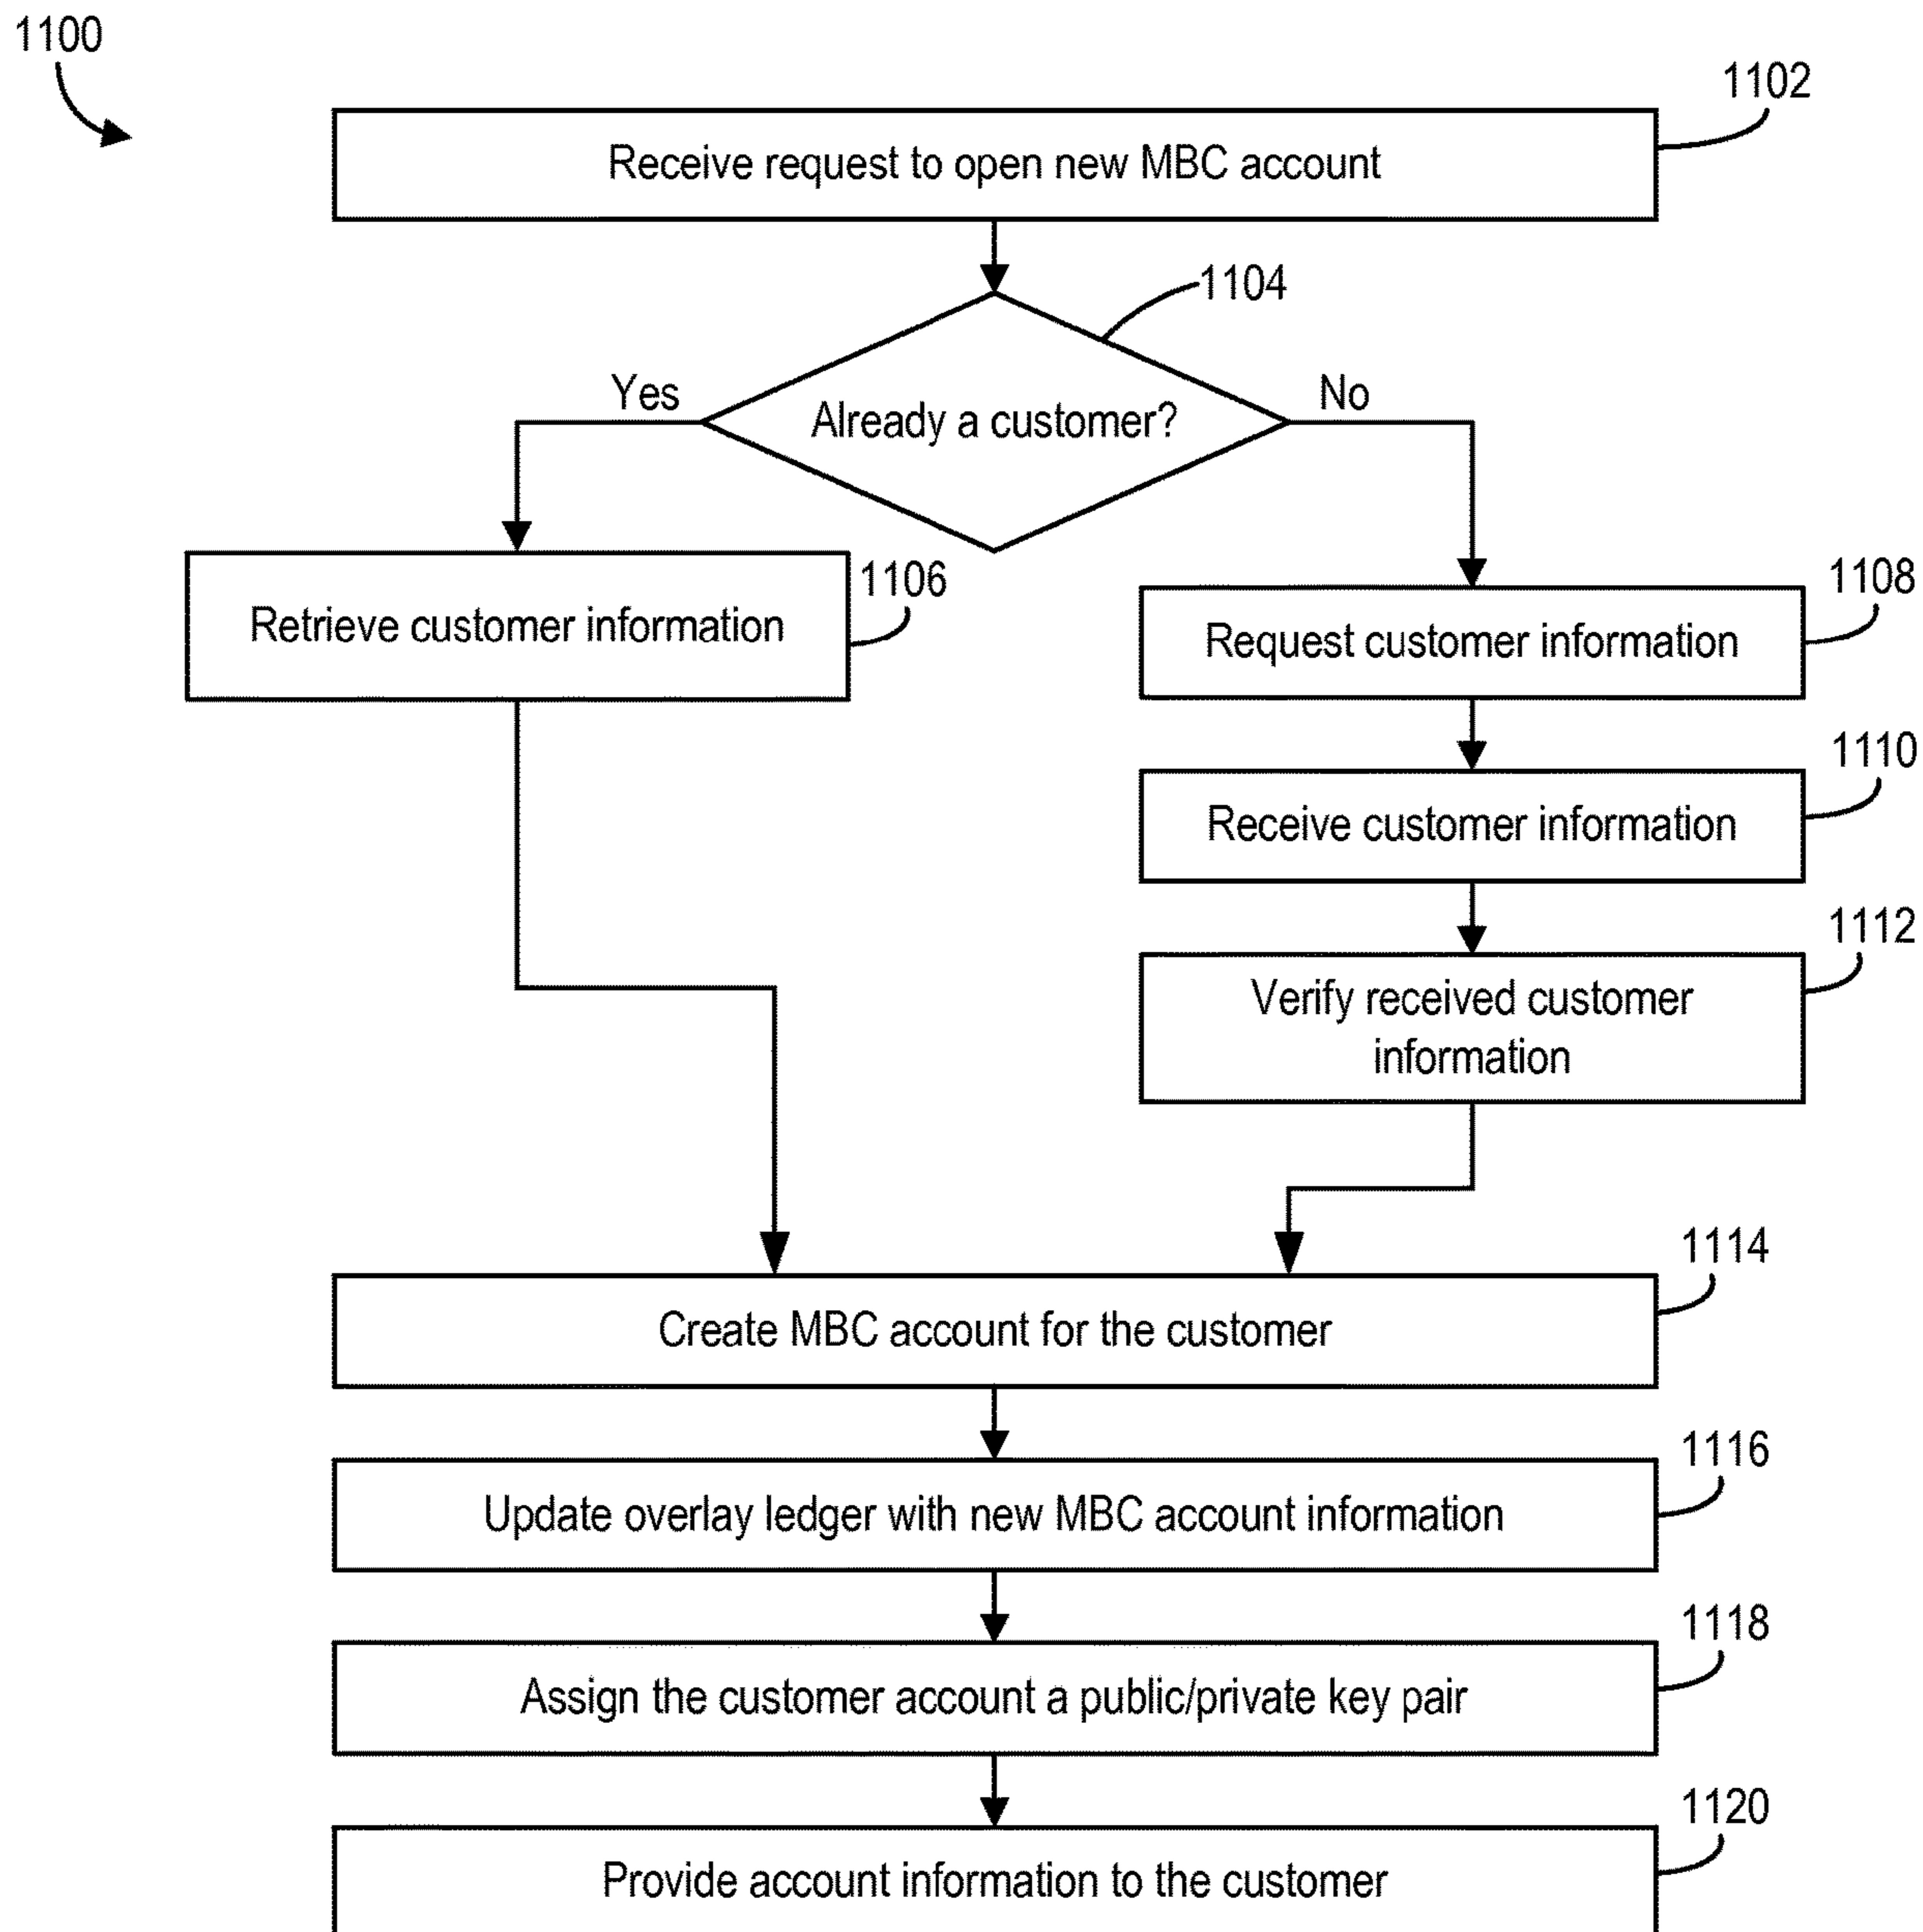 1100
1102
Receive request to open new MBC account
1104
Yes
No
Already a customer?
1106
1108
Retrieve customer information
Request customer information
1110
Receive customer information
1112
Verify received customer
information
1114
Create MBC account for the customer
1116
Update overlay ledger with new MBC account information
1118
Assign the customer account a public/private key pair
1120
Provide account information to the customer